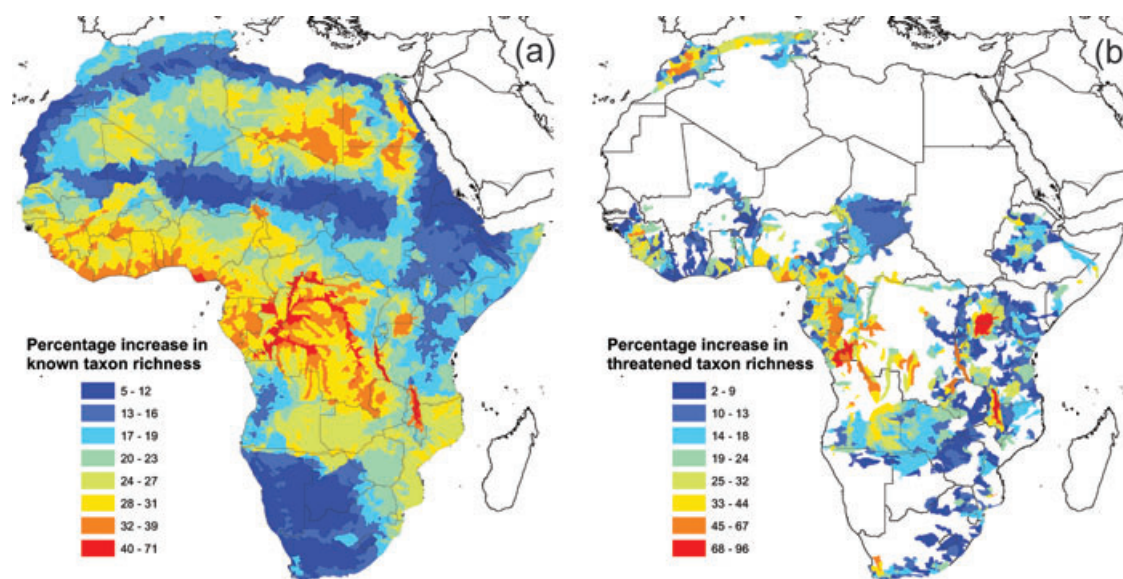 (a)
Percentage increase in
known taxon richness
5 - 12
13 - 16
17 - 19
20 - 23
24 - 27
28 - 31
32 - 39
40 - 71
(b)
Percentage increase in
threatened taxon richness
2 - 9
10 - 13
14 - 18
19 - 24
25 - 32
33 - 44
45 - 67
68 - 96